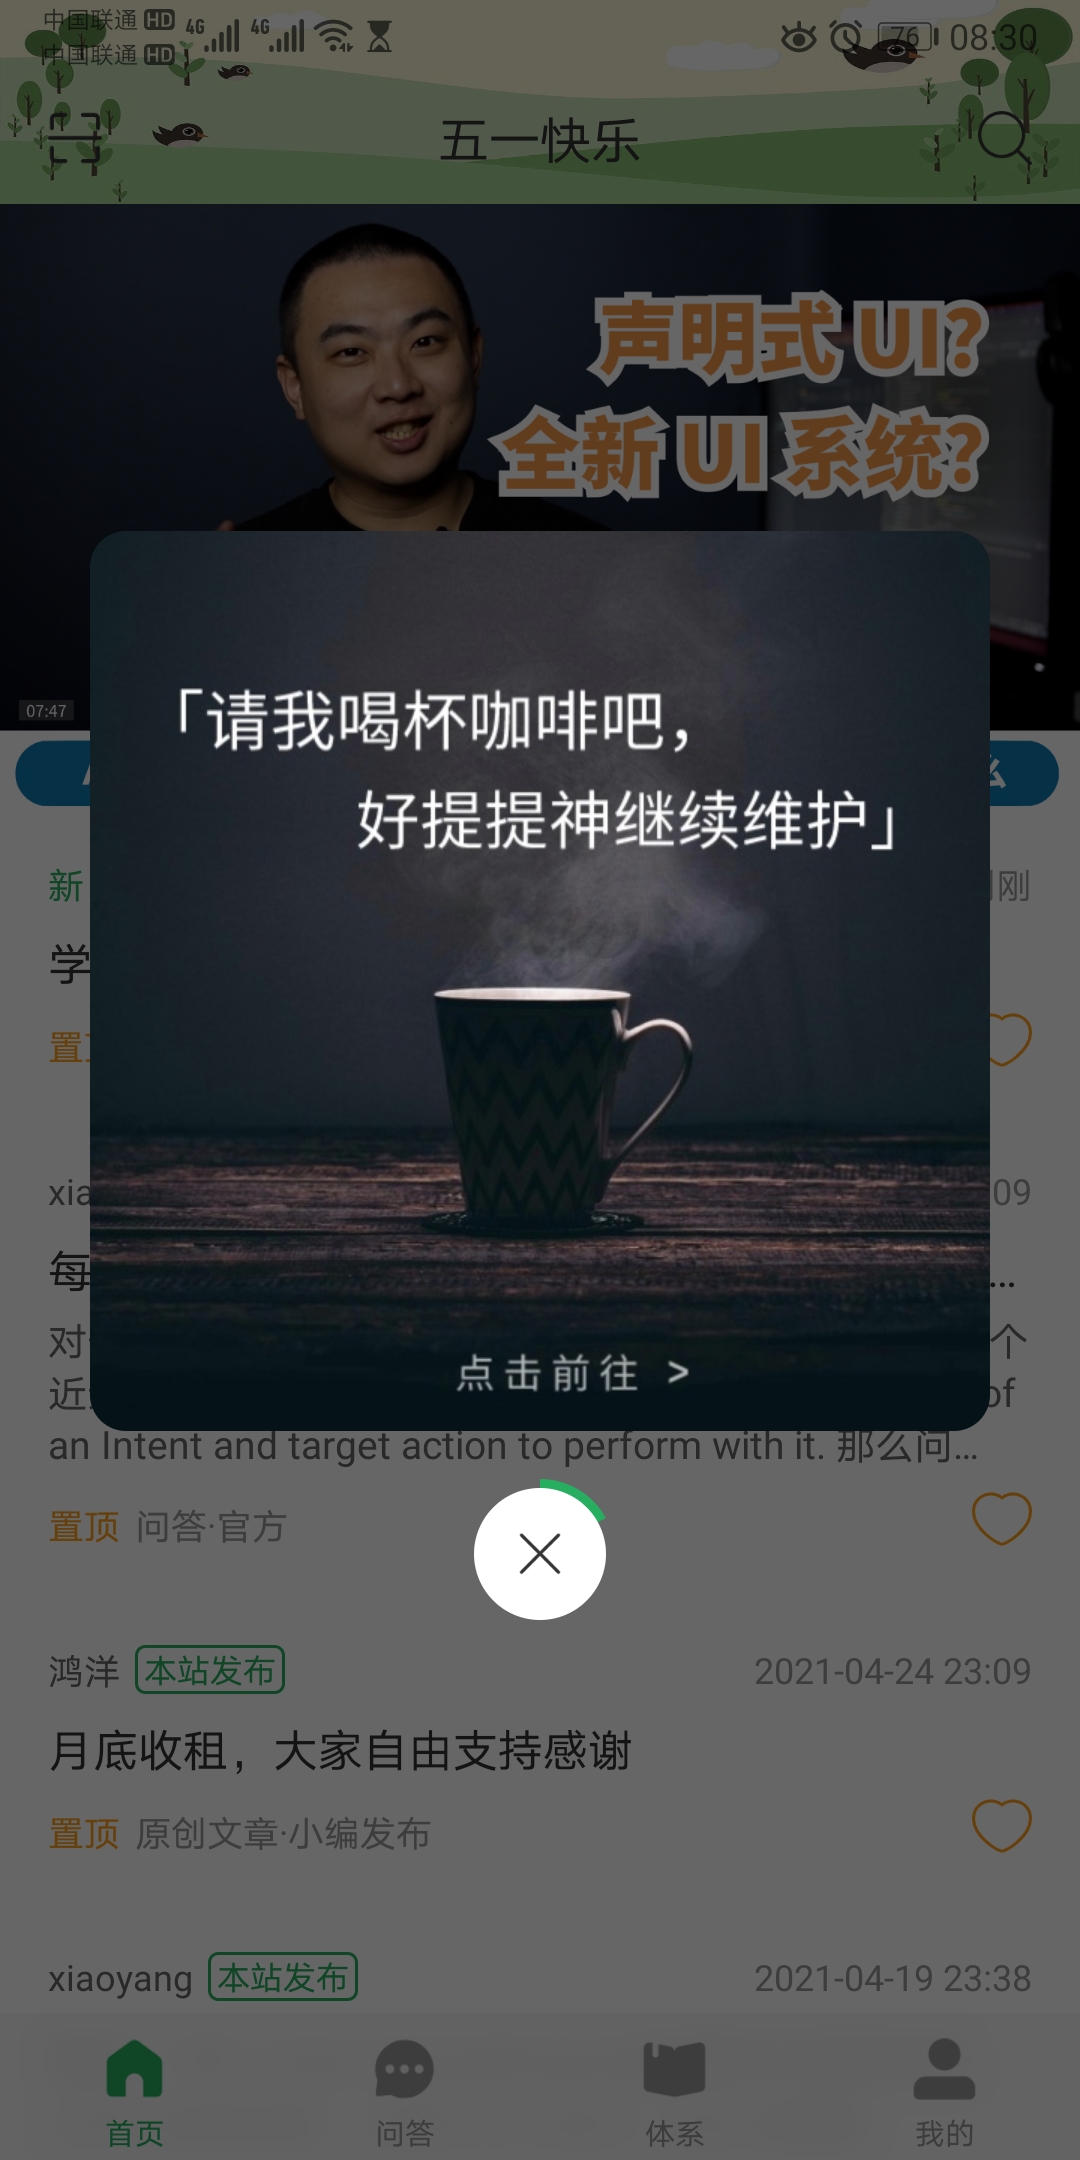 中国联通 HD
中国联通 HD
4G 4G
76 08:30
五一快乐
声明式 UI?
全新 UI 系统?
07:47
「请我喝杯咖啡吧，
好提提神继续维护」
新
刚
学
置
xia
09
每
...
对
个
近
of
点击前往 >
an Intent and target action to perform with it. 那么问...
置顶 问答·官方
鸿洋 本站发布 2021-04-24 23:09
月底收租，大家自由支持感谢
置顶 原创文章·小编发布
xiaoyang 本站发布 2021-04-19 23:38
首页 问答 体系 我的